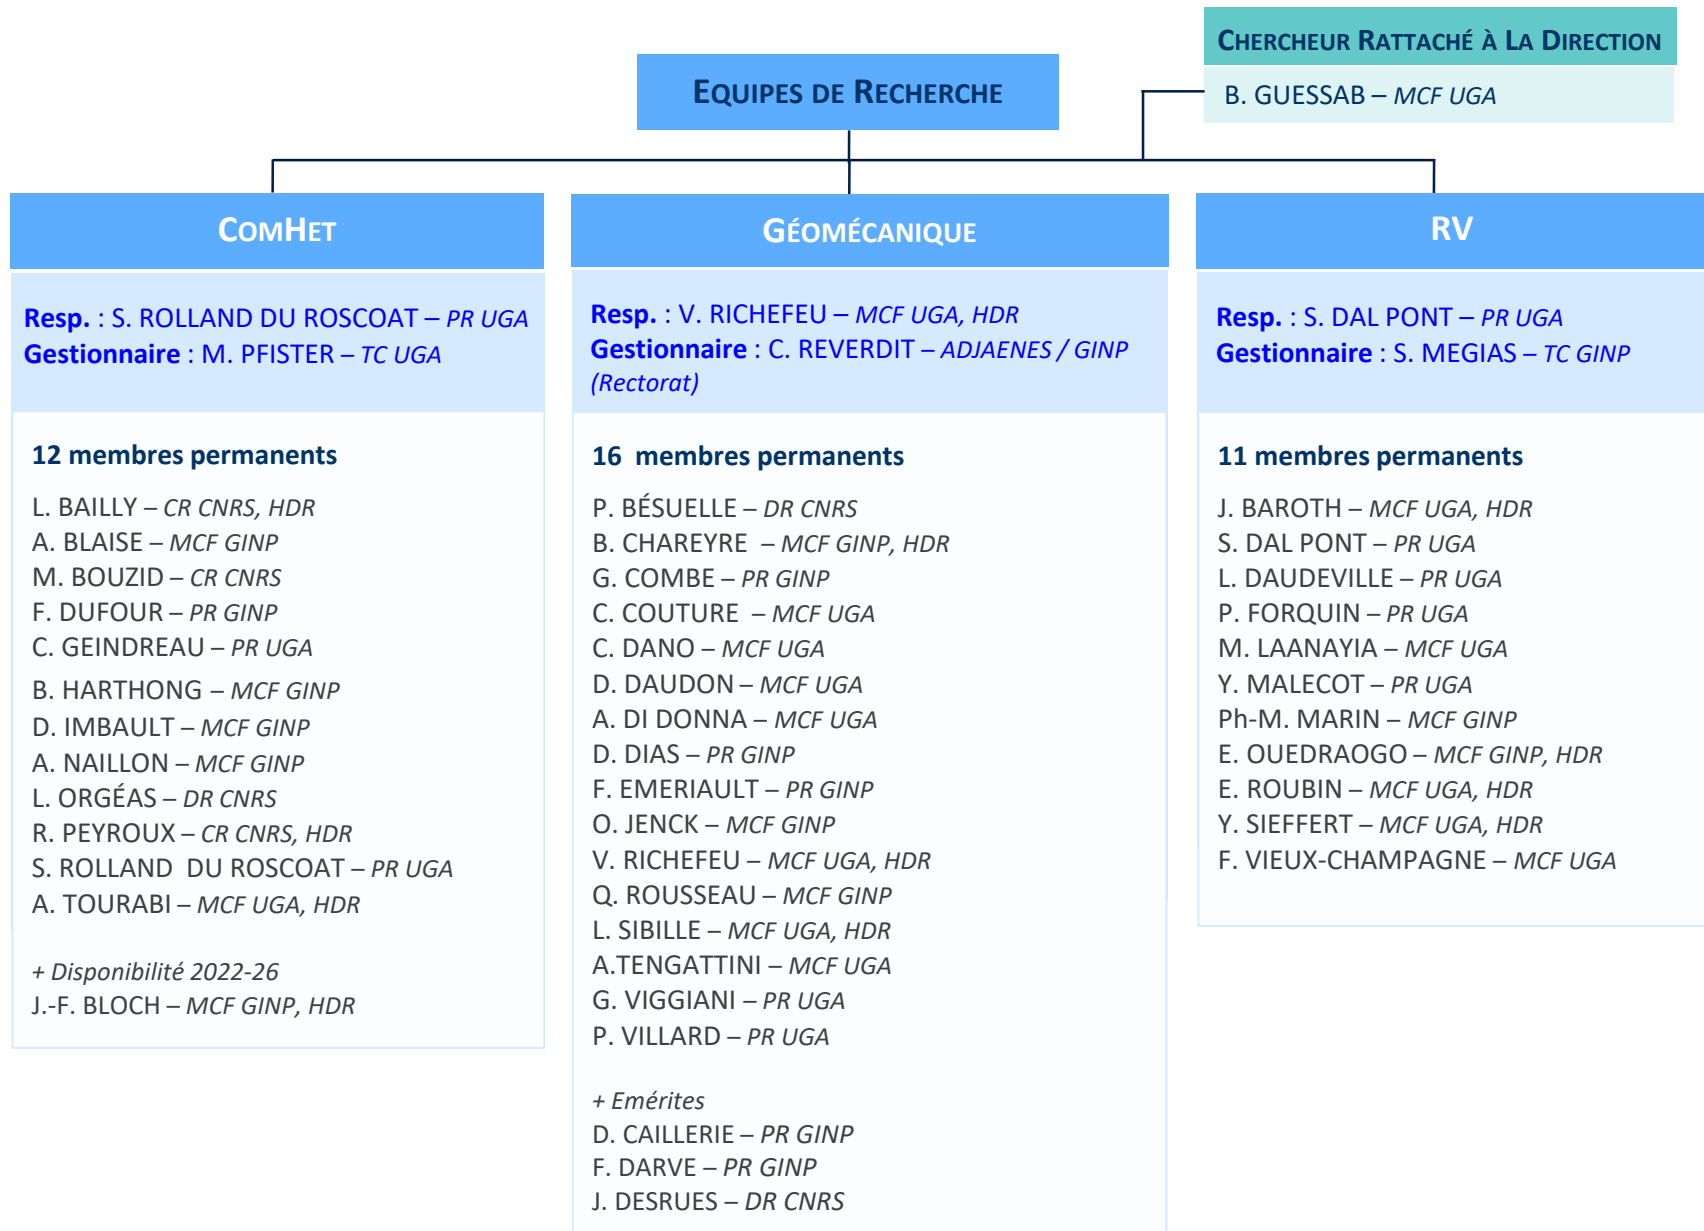 CHERCHEUR RATTACHÉ À LA DIRECTION
B. GUESSAB – MCF UGA
EQUIPES DE RECHERCHE
COMHET
Resp. : S. ROLLAND DU ROSCOAT – PR UGA
Gestionnaire : M. PFISTER – TC UGA
12 membres permanents
L. BAILLY – CR CNRS, HDR
A. BLAISE – MCF GINP
M. BOUZID – CR CNRS
F. DUFOUR – PR GINP
C. GEINDREAU – PR UGA
B. HARTHONG – MCF GINP
D. IMBAULT – MCF GINP
A. NAILLON – MCF GINP
L. ORGÉAS – DR CNRS
R. PEYROUX – CR CNRS, HDR
S. ROLLAND DU ROSCOAT – PR UGA
A. TOURABI – MCF UGA, HDR
+ Disponibilité 2022-26
J.-F. BLOCH – MCF GINP, HDR
GÉOMÉCANIQUE
Resp. : V. RICHEFEU – MCF UGA, HDR
Gestionnaire : C. REVERDIT – ADJAENES / GINP
(Rectorat)
16 membres permanents
P. BÉSUELLE – DR CNRS
B. CHAREYRE – MCF GINP, HDR
G. COMBE – PR GINP
C. COUTURE – MCF UGA
C. DANO – MCF UGA
D. DAUDON – MCF UGA
A. DI DONNA – MCF UGA
D. DIAS – PR GINP
F. EMERIAULT – PR GINP
O. JENCK – MCF GINP
V. RICHEFEU – MCF UGA, HDR
Q. ROUSSEAU – MCF GINP
L. SIBILLE – MCF UGA, HDR
A.TENGATTINI – MCF UGA
G. VIGGIANI – PR UGA
P. VILLARD – PR UGA
+ Emérites
D. CAILLERIE – PR GINP
F. DARVE – PR GINP
J. DESRUES – DR CNRS
RV
Resp. : S. DAL PONT – PR UGA
Gestionnaire : S. MEGIAS – TC GINP
11 membres permanents
J. BAROTH – MCF UGA, HDR
S. DAL PONT – PR UGA
L. DAUDEVILLE – PR UGA
P. FORQUIN – PR UGA
M. LAANAYIA – MCF UGA
Y. MALECOT – PR UGA
Ph-M. MARIN – MCF GINP
E. OUEDRAOGO – MCF GINP, HDR
E. ROUBIN – MCF UGA, HDR
Y. SIEFFERT – MCF UGA, HDR
F. VIEUX-CHAMPAGNE – MCF UGA